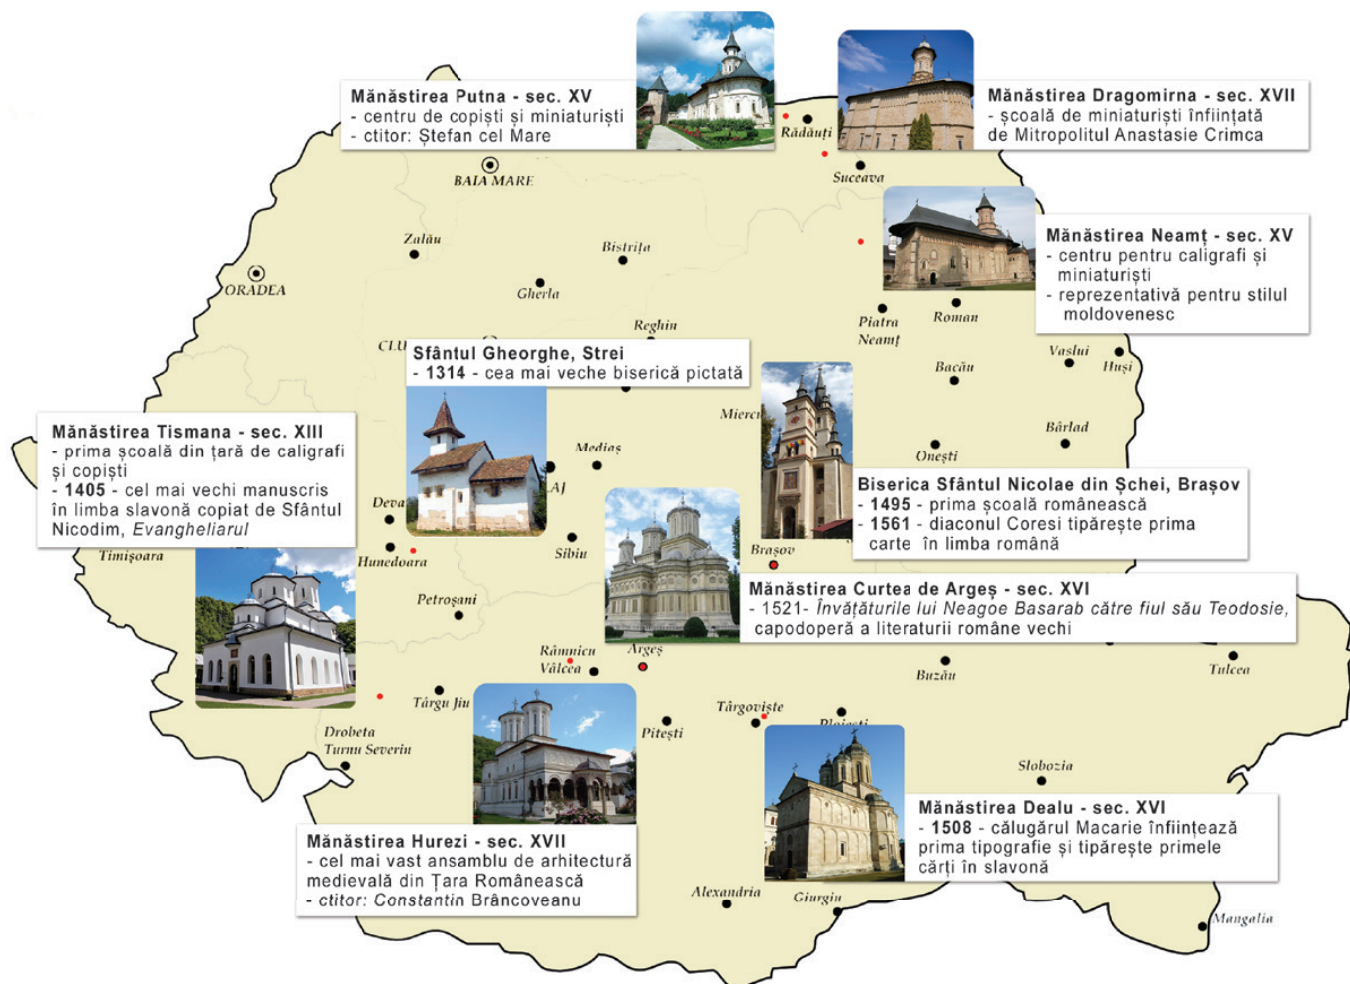 Mănăstirea Putna - sec. XV
- centru de copiști și miniaturiști
- ctitor: Ștefan cel Mare
Mănăstirea Dragomirna - sec. XVII
- școală de miniaturiști înființată
de Mitropolitul Anastasie Crimca
Rădăuți
Suceava
BAIA MARE
Mănăstirea Neamț - sec. XV
- centru pentru caligrafi și
miniaturiști
- reprezentativă pentru stilul
moldovenesc
Zalău
Bistrița
ORADEA
Gherla
Piatra
Neamț
Roman
Reghin
CLU
Vaslui
Huși
Sfântul Gheorghe, Strei
- 1314 - cea mai veche biserică pictată
Bacău
Miercu
Mănăstirea Tismana - sec. XIII
- prima școală din țară de caligrafi
și copiști
- 1405 - cel mai vechi manuscris
în limba slavonă copiat de Sfântul
Nicodim, Evangheliarul
Mediaș
Onești
Bârlad
LAJ
Deva
Biserica Sfântul Nicolae din Șchei, Brașov
- 1495 - prima școală românească
- 1561 - diaconul Coresi tipărește prima
carte în limba română
Timișoara
Hunedoara
Sibiu
Brașov
Petroșani
Mănăstirea Curtea de Argeș - sec. XVI
- 1521- Învățăturile lui Neagoe Basarab către fiul său Teodosie,
capodoperă a literaturii române vechi
Râmnicu
Vâlcea
Argeș
Buzău
Tulcea
Târgu Jiu
Târgoviște
Ploiești
Pitești
Drobeta
Turnu Severin
Slobozia
Mănăstirea Dealu - sec. XVI
- 1508 - călugărul Macarie înființează
prima tipografie și tipărește primele
cărți în slavonă
Mănăstirea Hurezi - sec. XVII
- cel mai vast ansamblu de arhitectură
medievală din Țara Românească
- ctitor: Constantin Brâncoveanu
Alexandria
Giurgiu
Mangalia